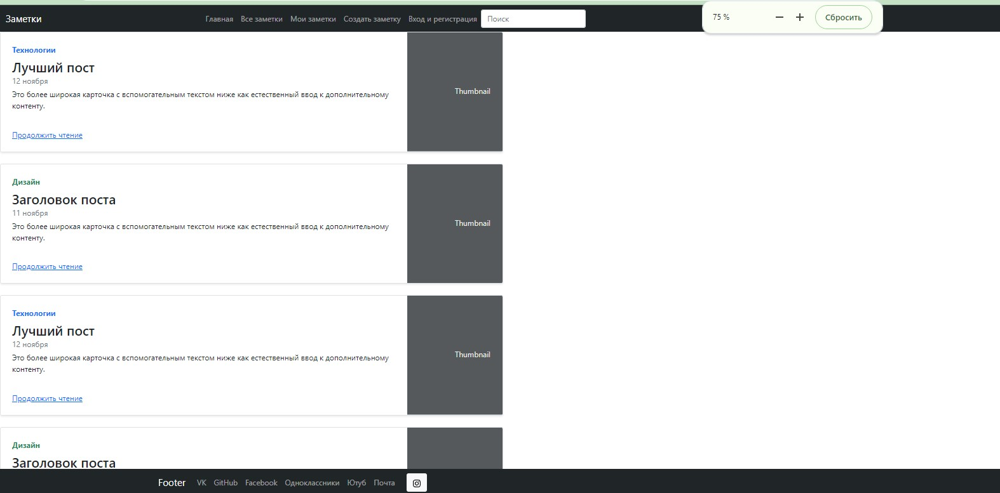 Заметки
Главная Все заметки Мои заметки Создать заметку Вход и регистрация Поиск
75 % − + Сбросить
Технологии
Лучший пост
12 ноября
Это более широкая карточка с вспомогательным текстом ниже как естественный ввод к дополнительному
контенту.
Продолжить чтение
Thumbnail
Дизайн
Заголовок поста
11 ноября
Это более широкая карточка с вспомогательным текстом ниже как естественный ввод к дополнительному
контенту.
Продолжить чтение
Thumbnail
Технологии
Лучший пост
12 ноября
Это более широкая карточка с вспомогательным текстом ниже как естественный ввод к дополнительному
контенту.
Продолжить чтение
Thumbnail
Дизайн
Заголовок поста
Footer VK GitHub Facebook Одноклассники Ютуб Почта